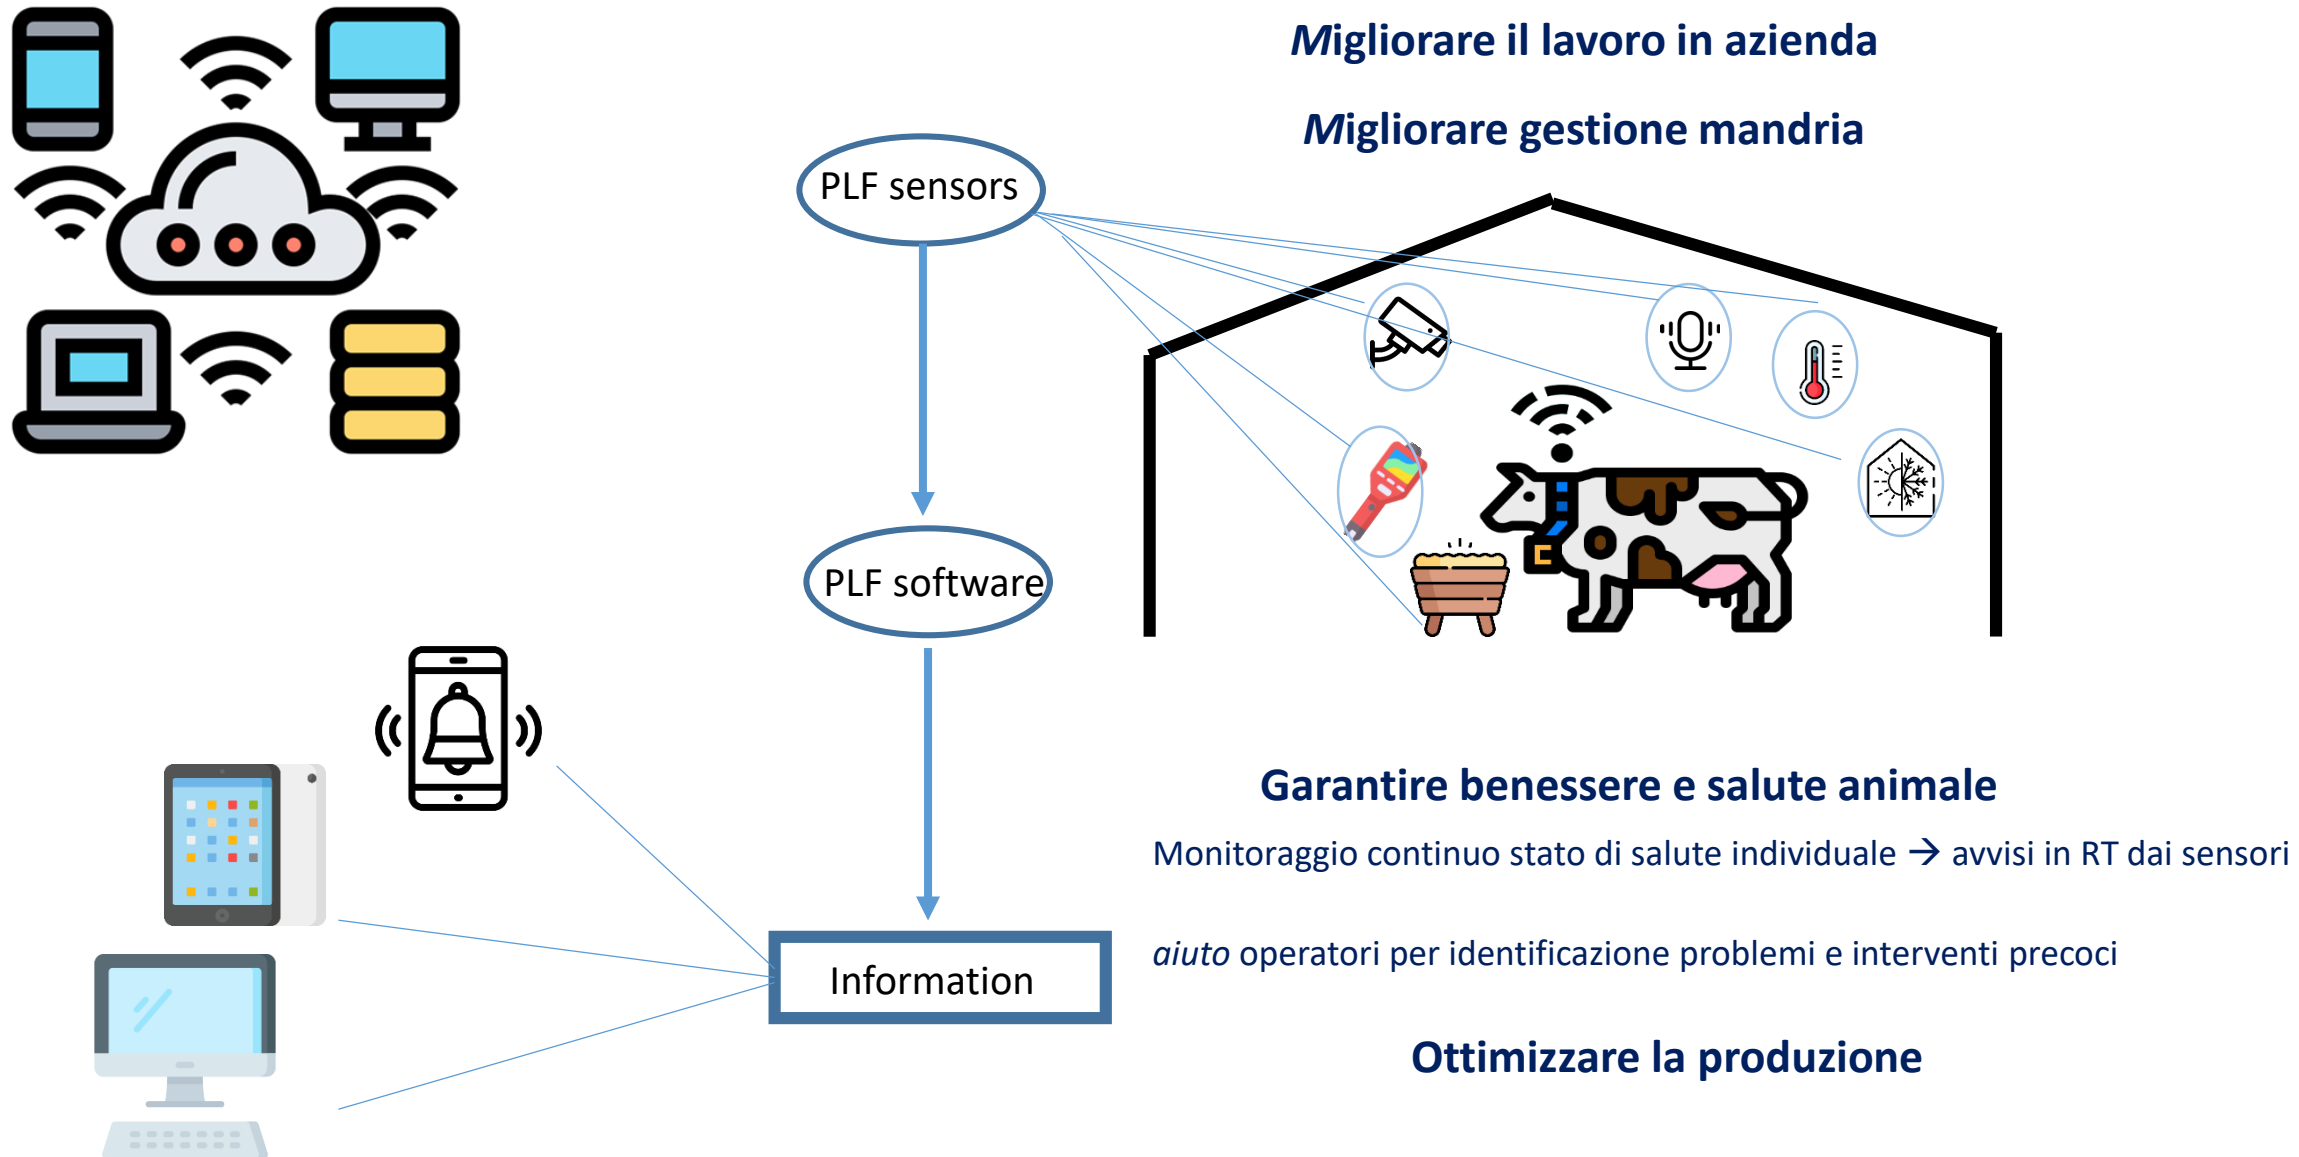 Migliorare il lavoro in azienda
Migliorare gestione mandria
PLF sensors
PLF software
Information
Garantire benessere e salute animale
Monitoraggio continuo stato di salute individuale → avvisi in RT dai sensori
aiuto operatori per identificazione problemi e interventi precoci
Ottimizzare la produzione